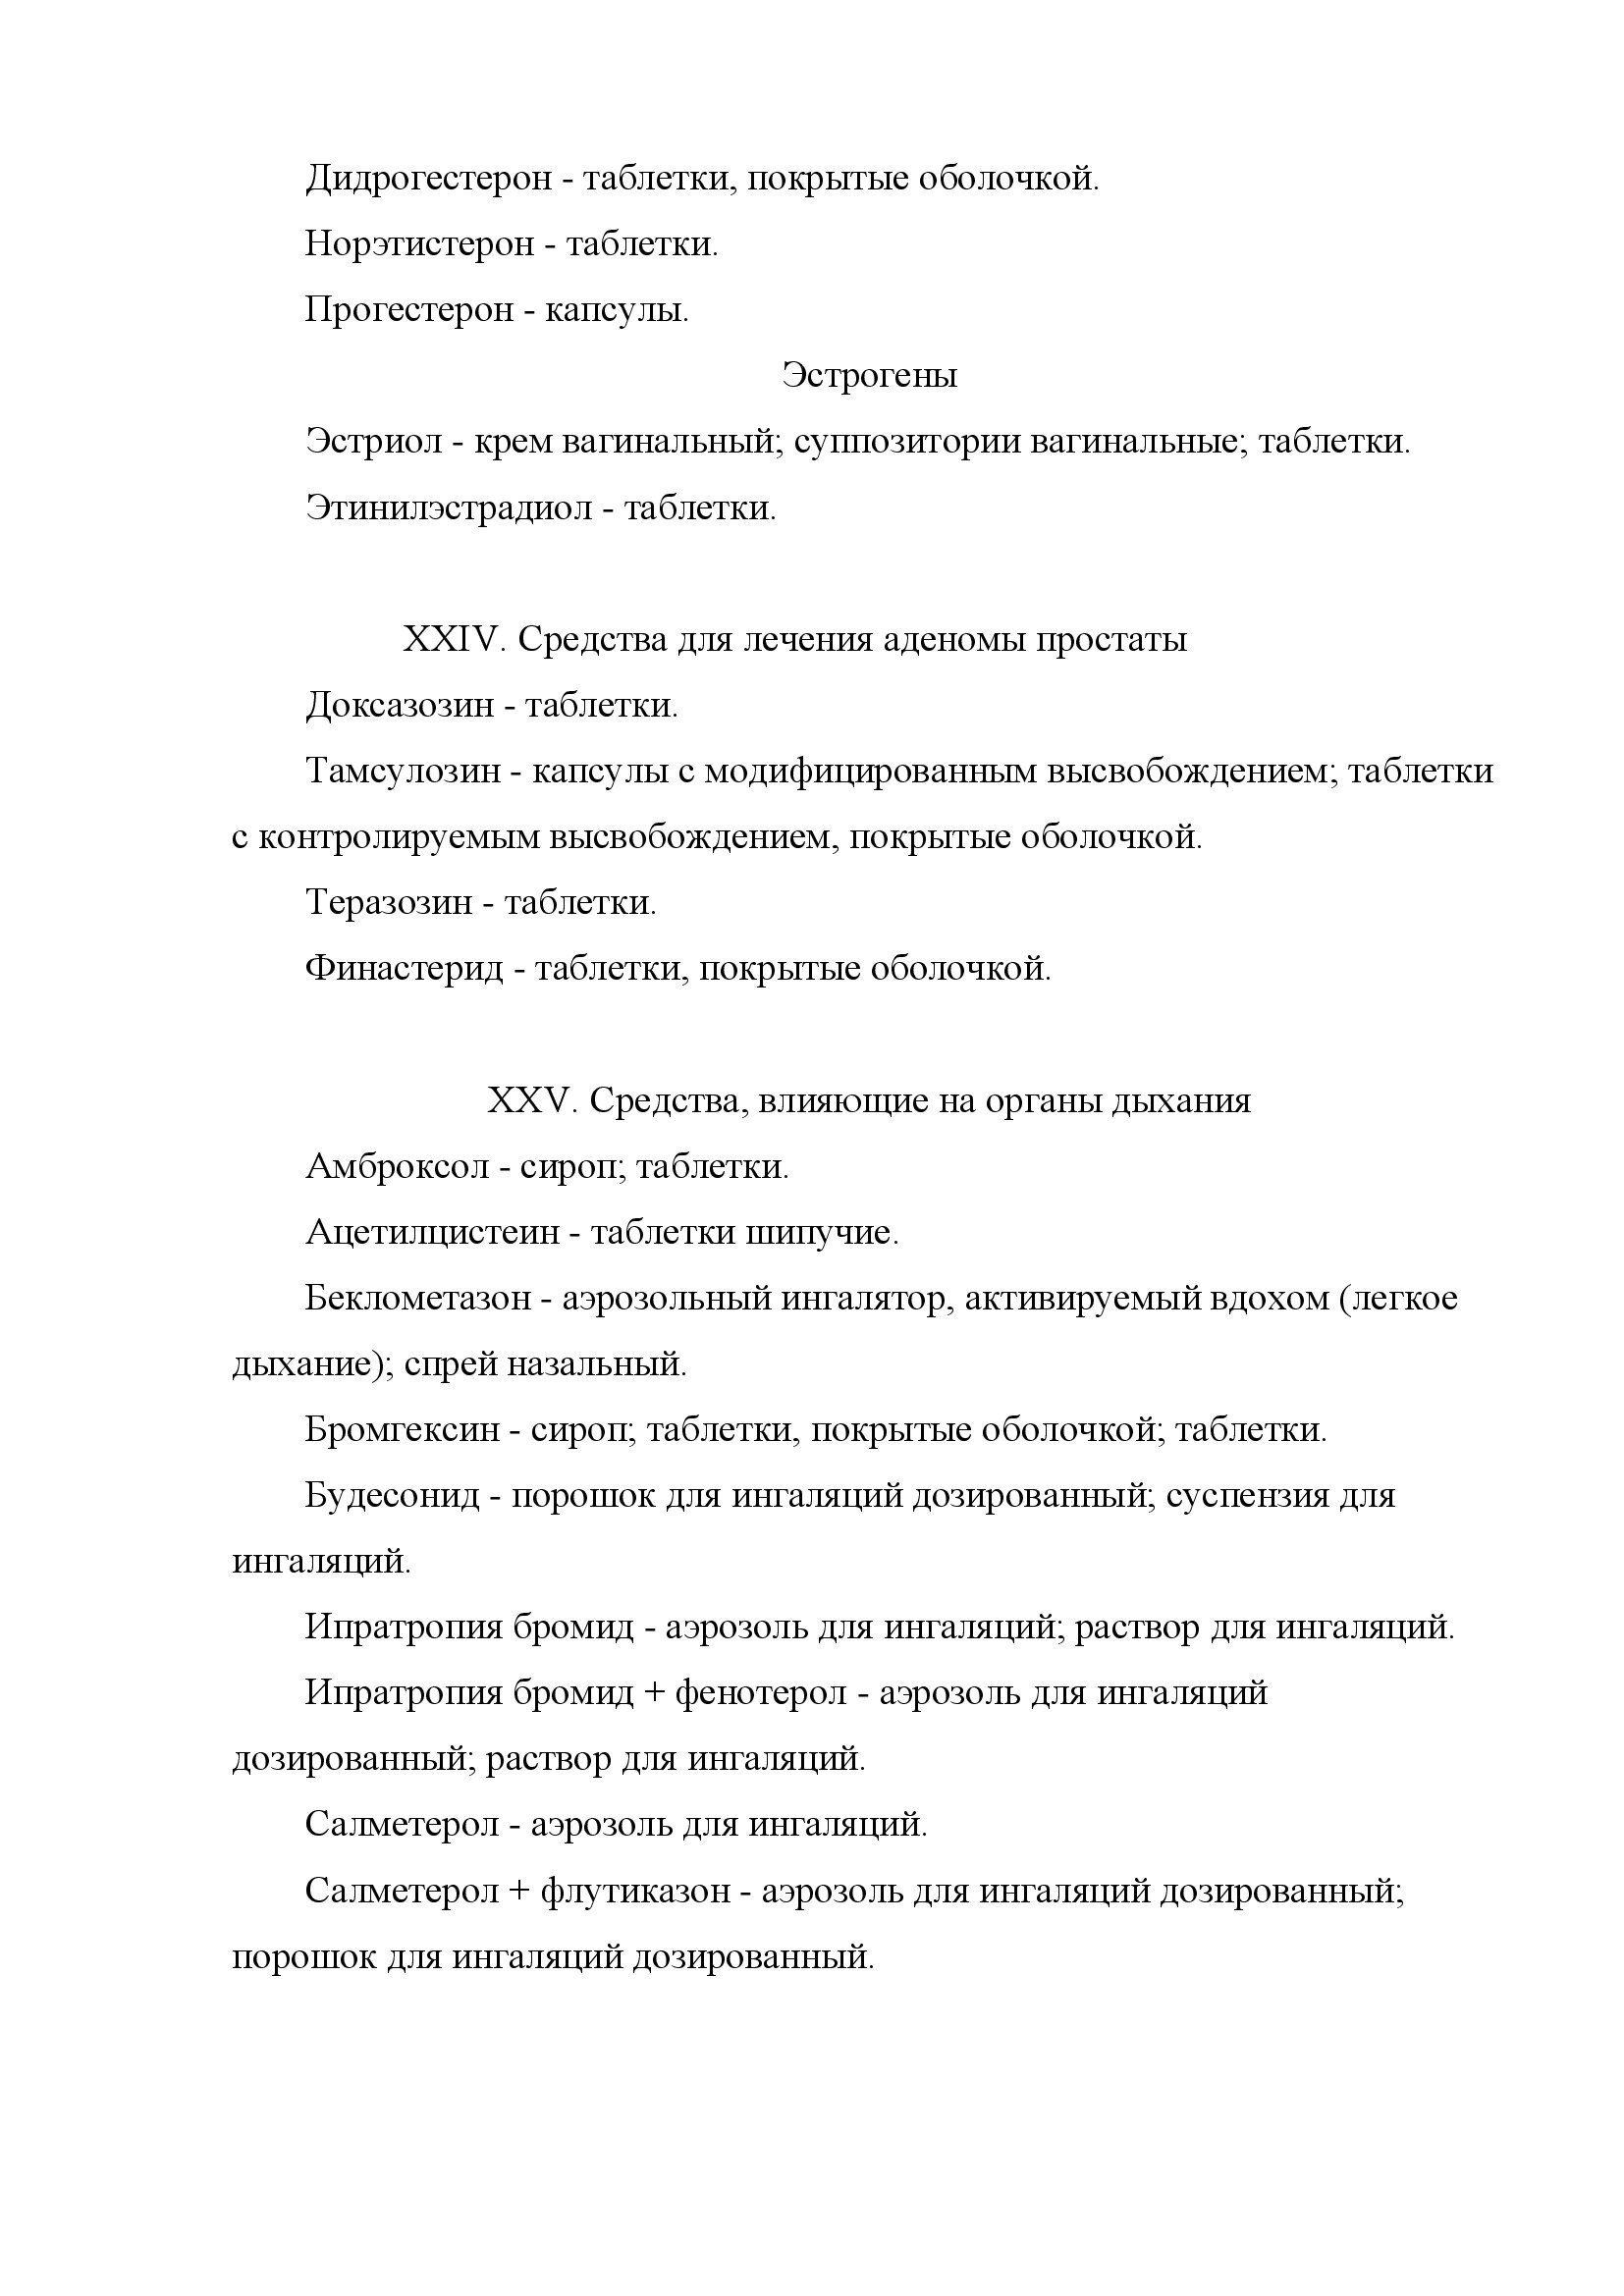 Дидрогестерон - таблетки, покрытые оболочкой.
Норэтистерон - таблетки.
Прогестерон - капсулы.
Эстрогены
Эстриол - крем вагинальный; суппозитории вагинальные; таблетки.
Этинилэстрадиол - таблетки.
XXIV. Средства для лечения аденомы простаты
Доксазозин - таблетки.
Тамсулозин - капсулы с модифицированным высвобождением; таблетки
с контролируемым высвобождением, покрытые оболочкой.
Теразозин - таблетки.
Финастерид - таблетки, покрытые оболочкой.
XXV. Средства, влияющие на органы дыхания
Амброксол - сироп; таблетки.
Ацетилцистеин - таблетки шипучие.
Беклометазон - аэрозольный ингалятор, активируемый вдохом (легкое
дыхание); спрей назальный.
Бромгексин - сироп; таблетки, покрытые оболочкой; таблетки.
Будесонид - порошок для ингаляций дозированный; суспензия для
ингаляций.
Ипратропия бромид - аэрозоль для ингаляций; раствор для ингаляций.
Ипратропия бромид + фенотерол - аэрозоль для ингаляций
дозированный; раствор для ингаляций.
Салметерол - аэрозоль для ингаляций.
Салметерол + флутиказон - аэрозоль для ингаляций дозированный;
порошок для ингаляций дозированный.